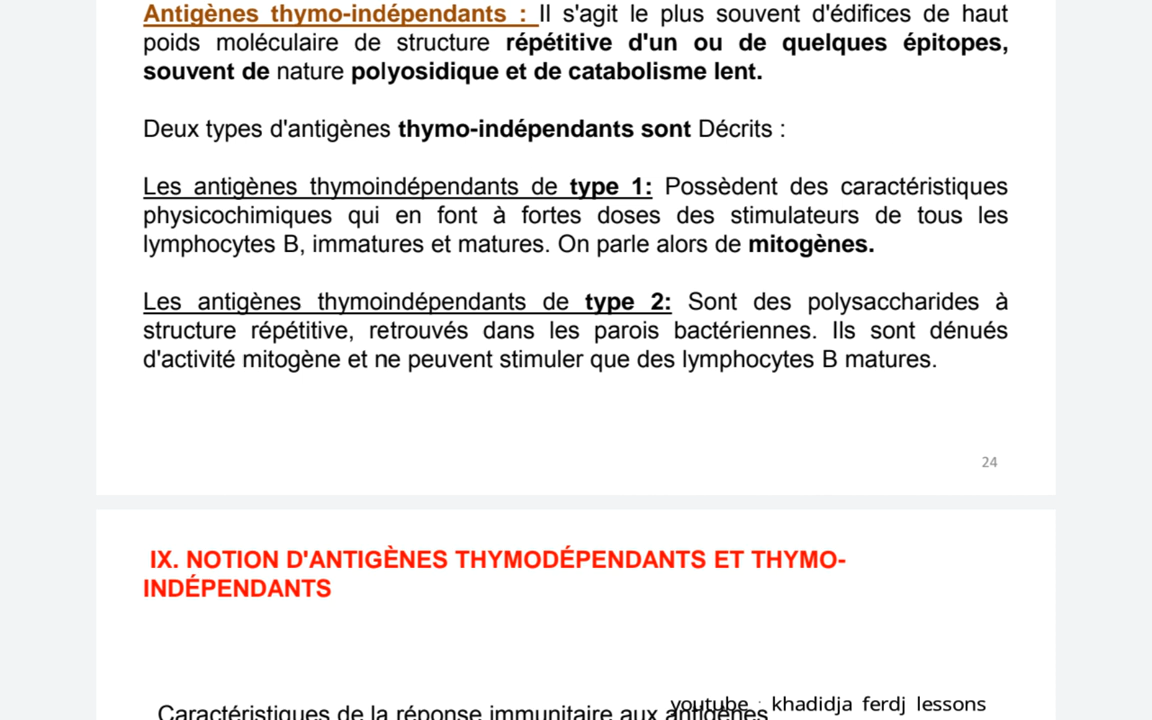 Antigènes thymo-indépendants : Il s'agit le plus souvent d'édifices de haut
poids moléculaire de structure répétitive d'un ou de quelques épitopes,
souvent de nature polyosidique et de catabolisme lent.
Deux types d'antigènes thymo-indépendants sont Décrits :
Les antigènes thymoindépendants de type 1: Possèdent des caractéristiques
physicochimiques qui en font à fortes doses des stimulateurs de tous les
lymphocytes B, immatures et matures. On parle alors de mitogènes.
Les antigènes thymoindépendants de type 2: Sont des polysaccharides à
structure répétitive, retrouvés dans les parois bactériennes. Ils sont dénués
d'activité mitogène et ne peuvent stimuler que des lymphocytes B matures.
24
IX. NOTION D'ANTIGÈNES THYMODÉPENDANTS ET THYMO-
INDÉPENDANTS
youtube : khadidja ferdj lessons
Caractéristiques de la réponse immunitaire aux antigènes